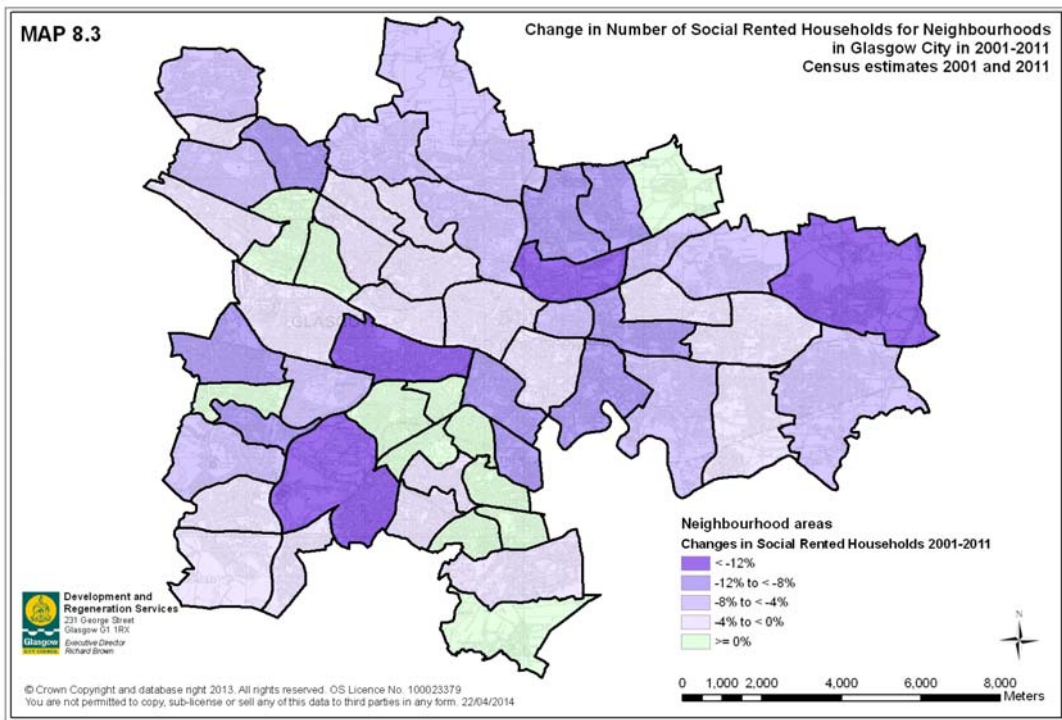 MAP 8.3
Change in Number of Social Rented Households for Neighbourhoods
in Glasgow City in 2001-2011
Census estimates 2001 and 2011
GLASGO
Neighbourhood areas
Changes in Social Rented Households 2001-2011
< -12%
-12% to < -8%
-8% to < -4%
-4% to < 0%
>= 0%
Development and
Regeneration Services
231 George Street
Glasgow G1 1RX
Executive Director
Richard Brown
Glasgow
CITY COUNCIL
N
0 1,000 2,000 4,000 6,000 8,000
Meters
© Crown Copyright and database right 2013. All rights reserved. OS Licence No. 100023379
You are not permitted to copy, sub-license or sell any of this data to third parties in any form. 22/04/2014